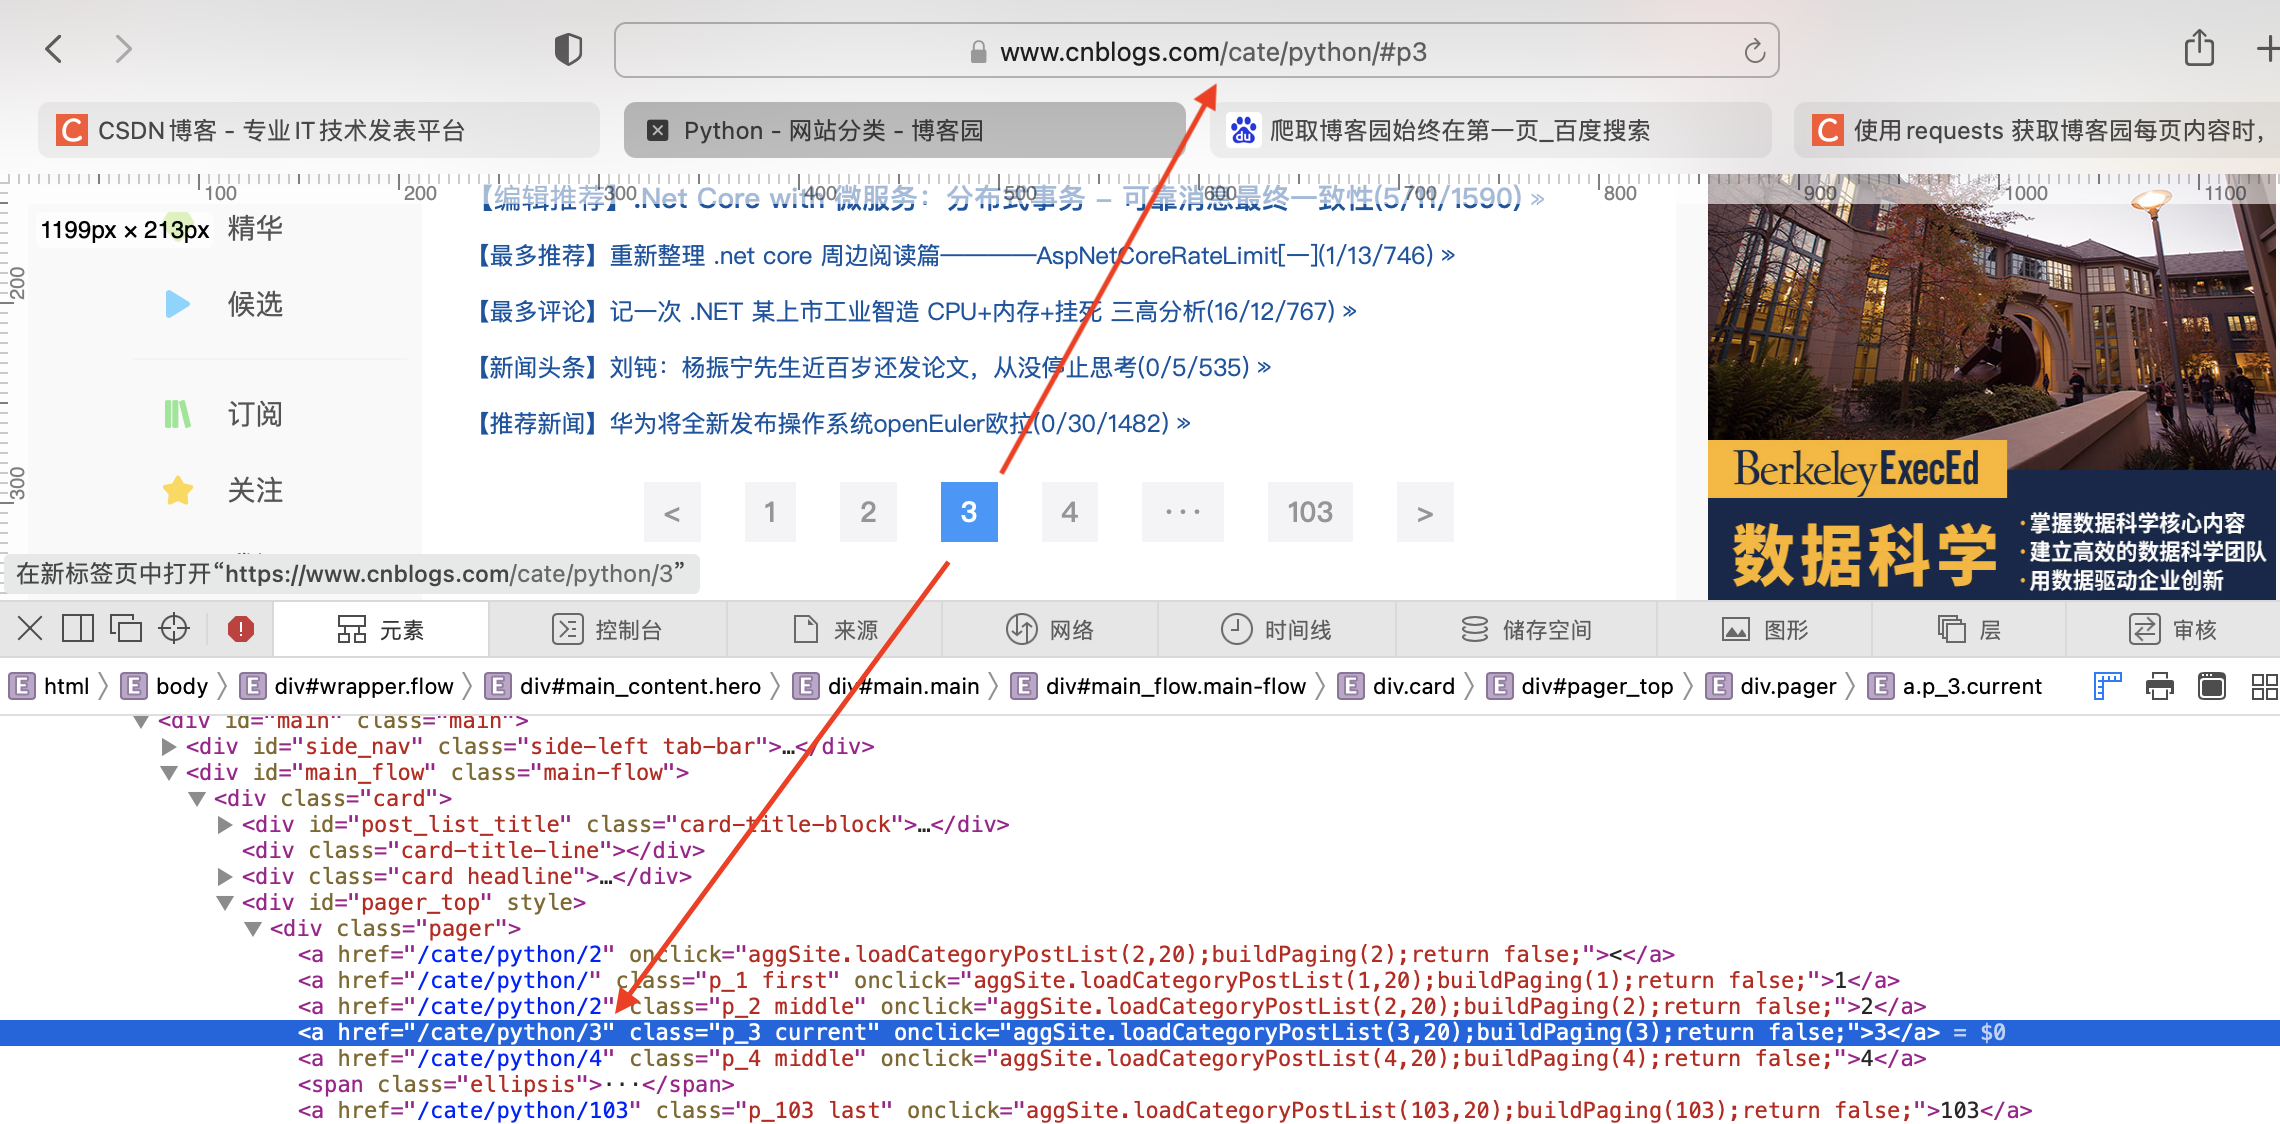 www.cnblogs.com/cate/python/#p3
CSDN博客 - 专业IT技术发表平台
Python - 网站分类 - 博客园
爬取博客园始终在第一页_百度搜索
使用requests 获取博客园每页内容时，
100 200 300 400 500 600 700 800 900 1000 1100
200
300
1199px × 213px
精华
候选
订阅
关注
【编辑推荐】.Net Core with 微服务：分布式事务 - 可靠消息最终一致性(5/11/1590) »
【最多推荐】重新整理 .net core 周边阅读篇————AspNetCoreRateLimit[一](1/13/746) »
【最多评论】记一次 .NET 某上市工业智造 CPU+内存+挂死 三高分析(16/12/767) »
【新闻头条】刘钝：杨振宁先生近百岁还发论文，从没停止思考(0/5/535) »
【推荐新闻】华为将全新发布操作系统openEuler欧拉(0/30/1482) »
< 1 2 3 4 ··· 103 >
Berkeley ExecEd
数据科学
·掌握数据科学核心内容
·建立高效的数据科学团队
·用数据驱动企业创新
在新标签页中打开“https://www.cnblogs.com/cate/python/3”
元素 控制台 来源 网络 时间线 储存空间 图形 层 审核
E html 〉 E body 〉 E div#wrapper.flow 〉 E div#main_content.hero 〉 E div#main.main 〉 E div#main_flow.main-flow 〉 E div.card 〉 E div#pager_top 〉 E div.pager 〉 E a.p_3.current
<div id="main" class="main">
<div id="side_nav" class="side-left tab-bar">…</div>
<div id="main_flow" class="main-flow">
<div class="card">
<div id="post_list_title" class="card-title-block">…</div>
<div class="card-title-line"></div>
<div class="card headline">…</div>
<div id="pager_top" style>
<div class="pager">
<a href="/cate/python/2" onclick="aggSite.loadCategoryPostList(2,20);buildPaging(2);return false;"><</a>
<a href="/cate/python/" class="p_1 first" onclick="aggSite.loadCategoryPostList(1,20);buildPaging(1);return false;">1</a>
<a href="/cate/python/2" class="p_2 middle" onclick="aggSite.loadCategoryPostList(2,20);buildPaging(2);return false;">2</a>
<a href="/cate/python/3" class="p_3 current" onclick="aggSite.loadCategoryPostList(3,20);buildPaging(3);return false;">3</a> = $0
<a href="/cate/python/4" class="p_4 middle" onclick="aggSite.loadCategoryPostList(4,20);buildPaging(4);return false;">4</a>
<span class="ellipsis">···</span>
<a href="/cate/python/103" class="p_103 last" onclick="aggSite.loadCategoryPostList(103,20);buildPaging(103);return false;">103</a>